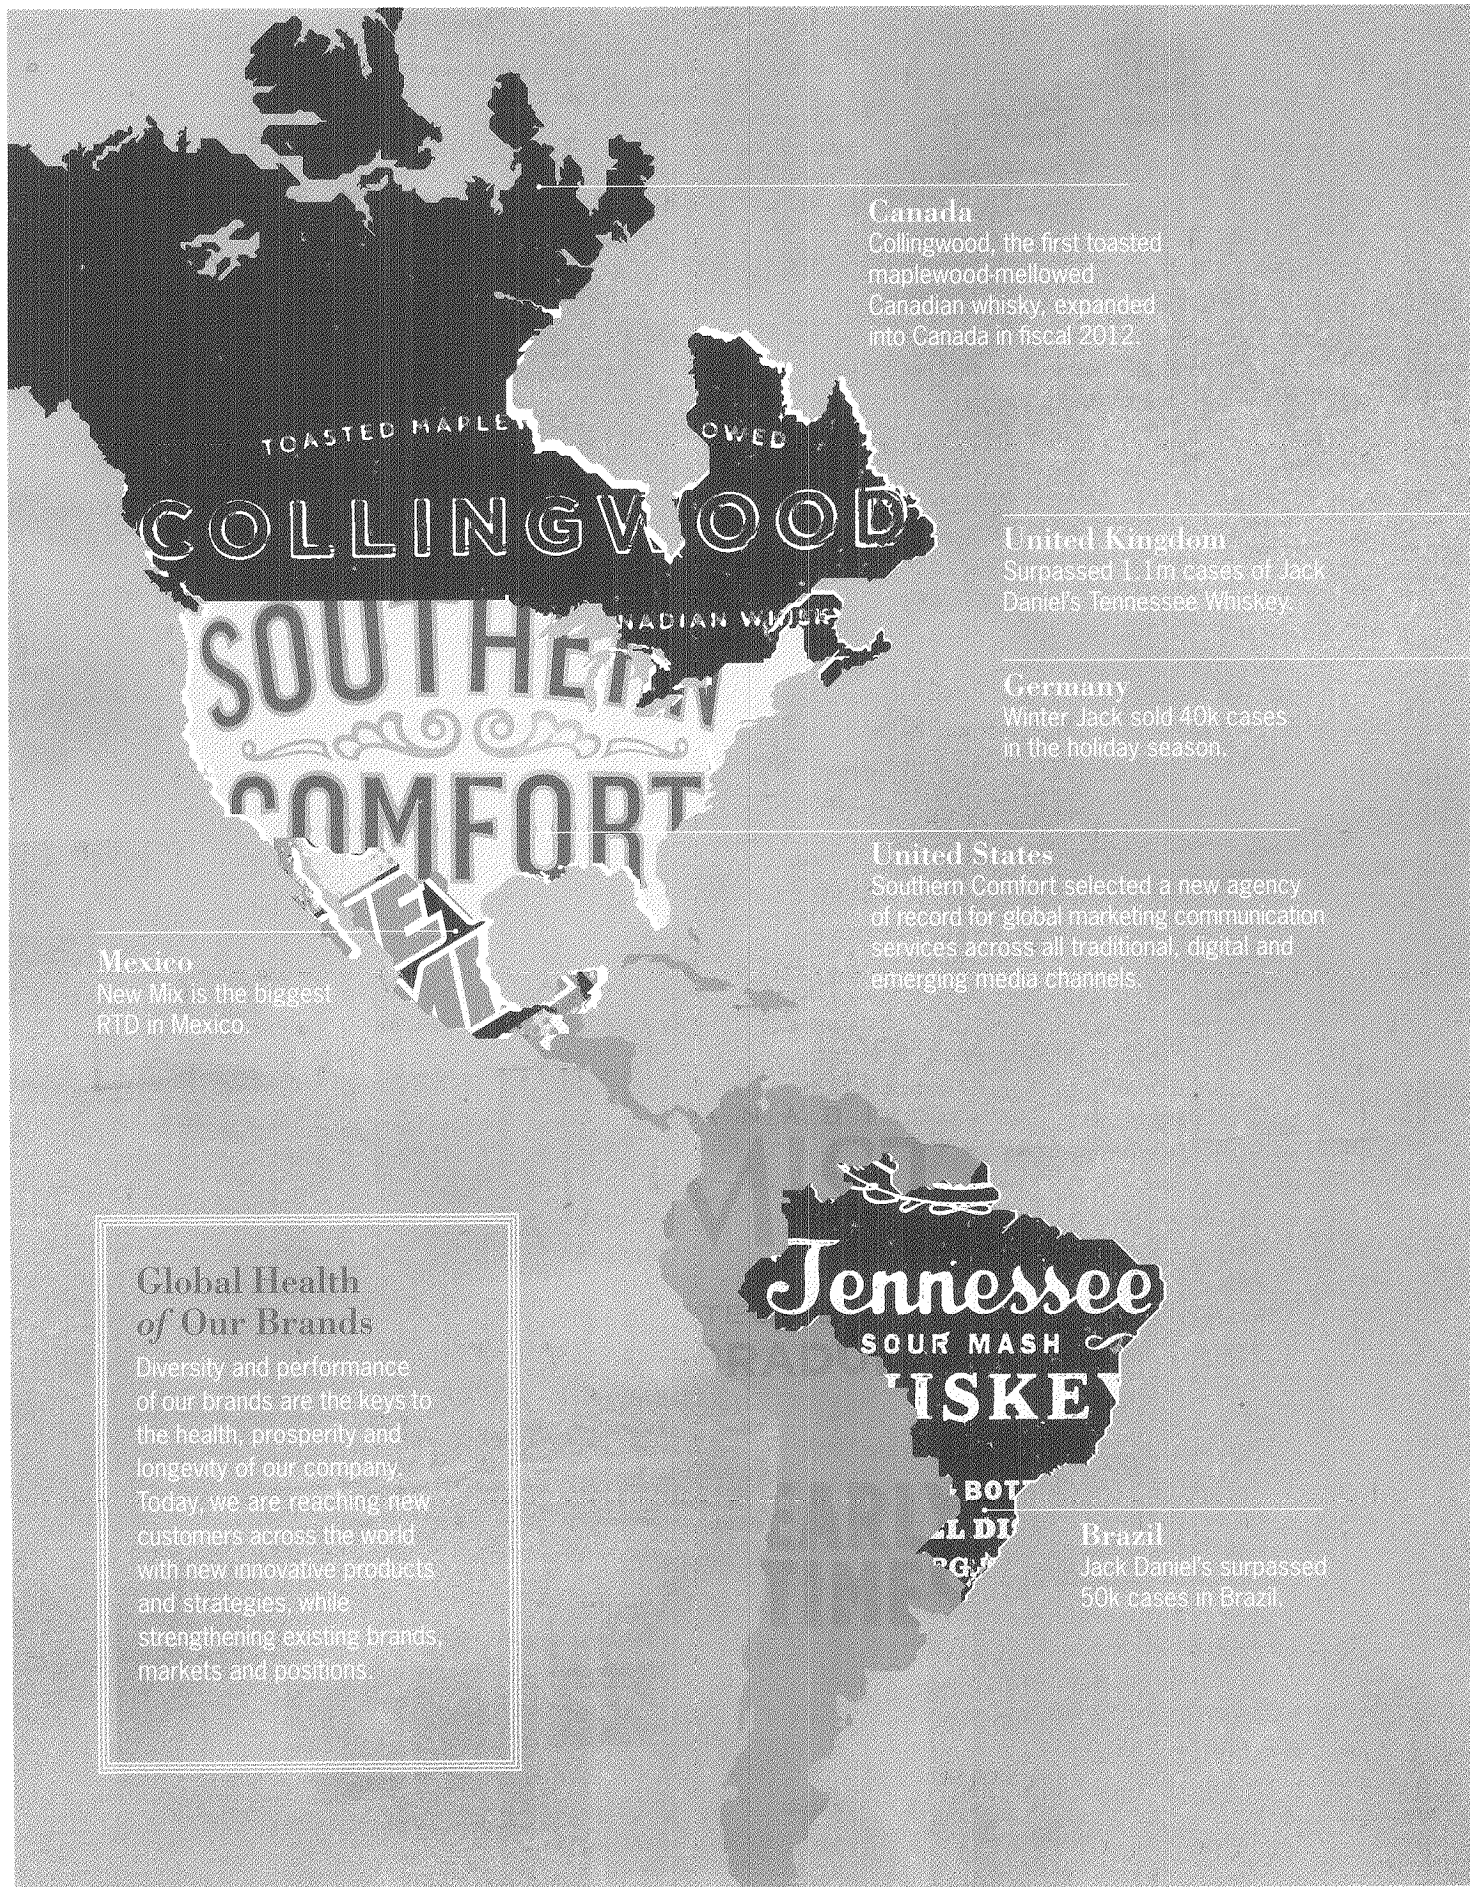 Canada
Collingwood, the first toasted
maplewood-mellowed
Canadian whisky, expanded
into Canada in fiscal 2012.
TOASTED MAPLE
OWED
COLLINGWOOD
NADIAN WHISKY
United Kingdom
Surpassed 1.1m cases of Jack
Daniel's Tennessee Whiskey.
Germany
Winter Jack sold 40k cases
in the holiday season.
SOUTHERN
COMFORT
United States
Southern Comfort selected a new agency
of record for global marketing communication
services across all traditional, digital and
emerging media channels.
TE
Mexico
New Mix is the biggest
RTD in Mexico.
Tennessee
SOUR MASH
ISKEY
BOT
EL DI
Brazil
Jack Daniel's surpassed
50k cases in Brazil.
Global Health
of Our Brands
Diversity and performance
of our brands are the keys to
the health, prosperity and
longevity of our company.
Today, we are reaching new
customers across the world
with new innovative products
and strategies, while
strengthening existing brands,
markets and positions.